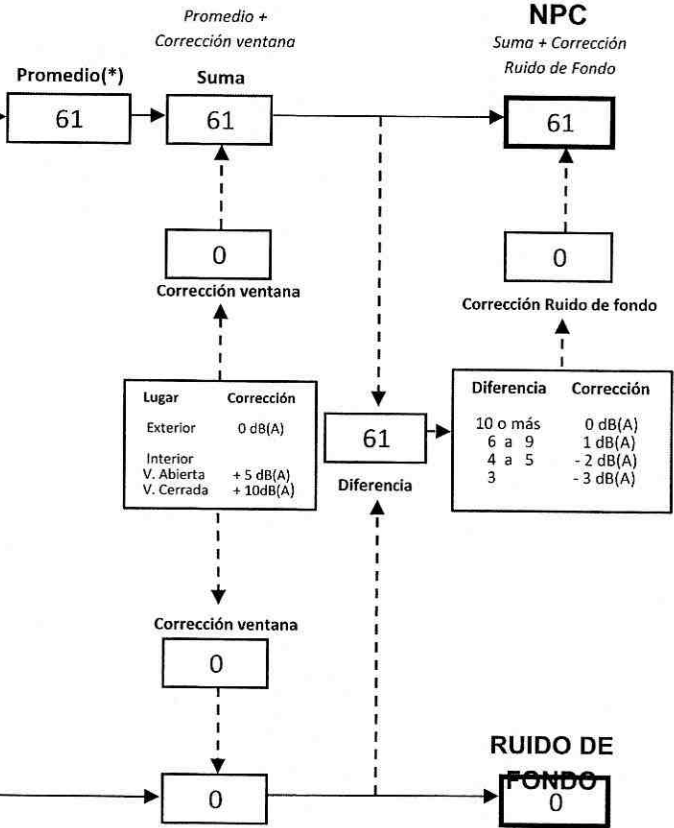 Promedio +
Corrección ventana
NPC
Suma + Corrección
Ruido de Fondo
Promedio(*)
Suma
61
61
61
0
0
Corrección ventana
Corrección Ruido de fondo
Lugar Corrección
Exterior 0 dB(A)
Interior
V. Abierta + 5 dB(A)
V. Cerrada + 10dB(A)
61
Diferencia
Diferencia Corrección
10 o más 0 dB(A)
6 a 9 1 dB(A)
4 a 5 - 2 dB(A)
3 - 3 dB(A)
Corrección ventana
0
RUIDO DE
FONDO
0
0